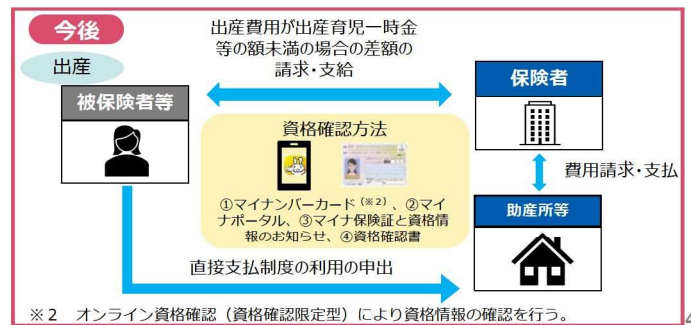 今後
出産
出産費用が出産育児一時金
等の額未満の場合の差額の
請求・支給
被保険者等
保険者
資格確認方法
①マイナンバーカード（※2）、②マイ
ナポータル、③マイナ保険証と資格情
報のお知らせ、④資格確認書
費用請求・支払
助産所等
直接支払制度の利用の申出
※2　オンライン資格確認（資格確認限定型）により資格情報の確認を行う。